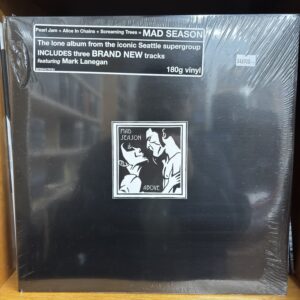 Pearl Jam + Alice In Chains + Screaming Trees = MAD SEASON
The lone album from the iconic Seattle supergroup
INCLUDES three BRAND NEW tracks
featuring Mark Lanegan
180g vinyl
MAD
SEASON
ABOVE